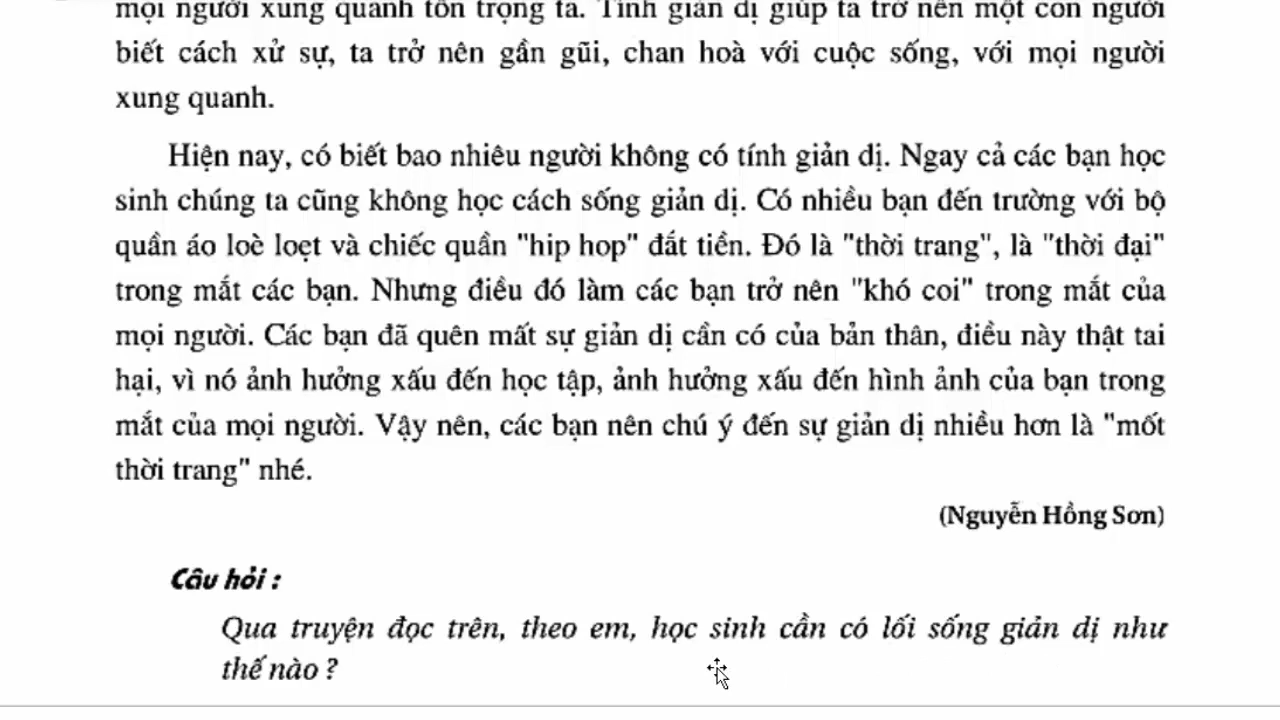 mọi người xung quanh tôn trọng ta. Tính giản dị giúp ta trở nên một con người
biết cách xử sự, ta trở nên gần gũi, chan hoà với cuộc sống, với mọi người
xung quanh.
Hiện nay, có biết bao nhiêu người không có tính giản dị. Ngay cả các bạn học
sinh chúng ta cũng không học cách sống giản dị. Có nhiều bạn đến trường với bộ
quần áo loè loẹt và chiếc quần "hip hop" đắt tiền. Đó là "thời trang", là "thời đại"
trong mắt các bạn. Nhưng điều đó làm các bạn trở nên "khó coi" trong mắt của
mọi người. Các bạn đã quên mất sự giản dị cần có của bản thân, điều này thật tai
hại, vì nó ảnh hưởng xấu đến học tập, ảnh hưởng xấu đến hình ảnh của bạn trong
mắt của mọi người. Vậy nên, các bạn nên chú ý đến sự giản dị nhiều hơn là "mốt
thời trang" nhé.
(Nguyễn Hồng Sơn)
Câu hỏi :
Qua truyện đọc trên, theo em, học sinh cần có lối sống giản dị như
thế nào ?